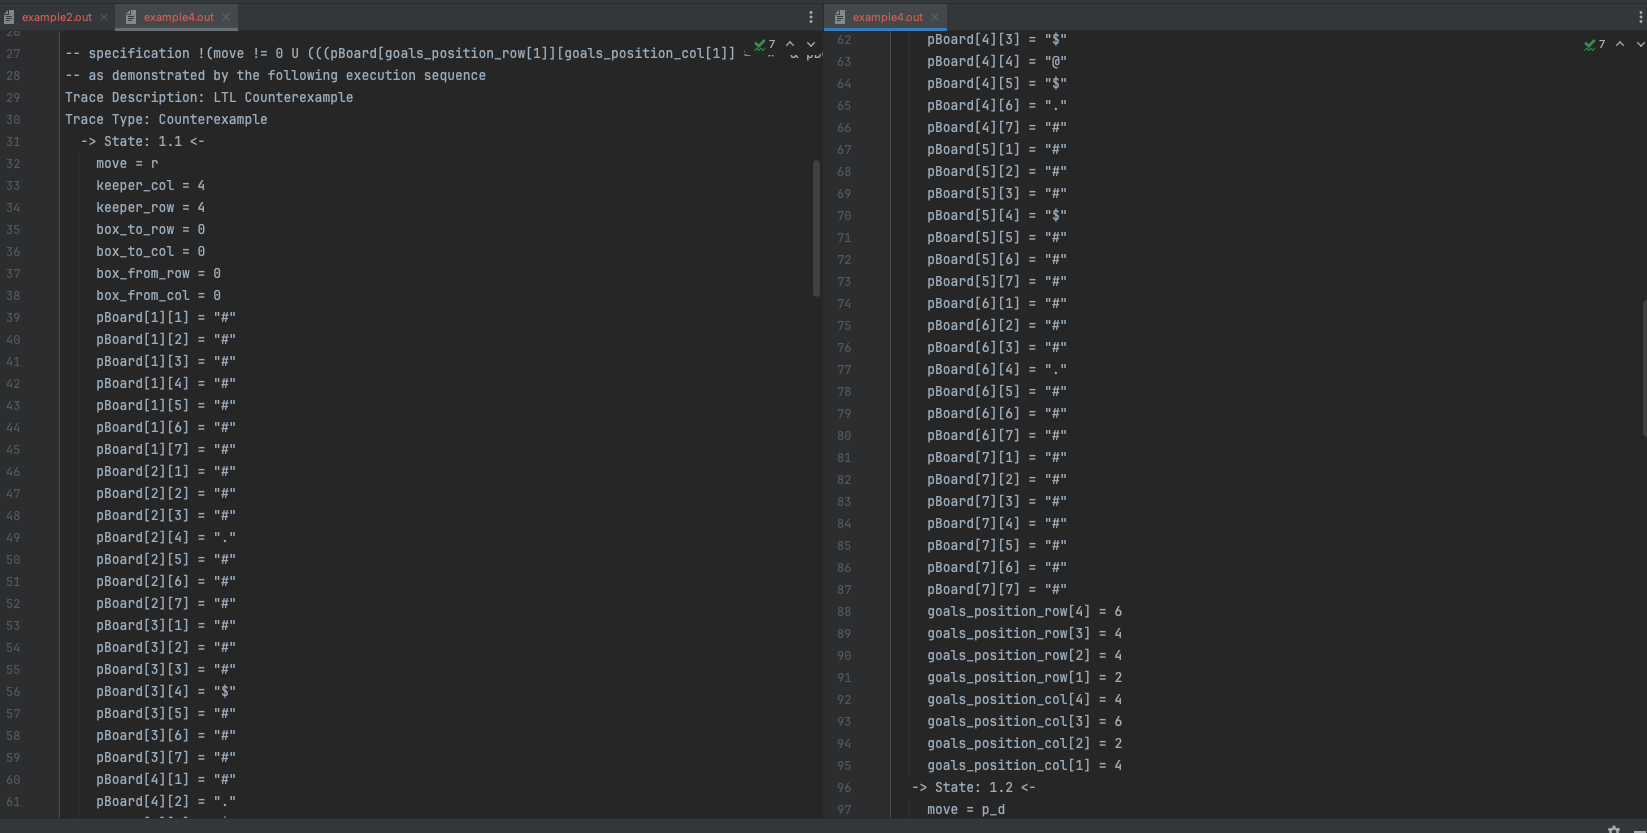 example2.out
example4.out
example4.out
26
27 -- specification !(move != 0 U (((pBoard[goals_position_row[1]][goals_position_col[1]]
7
28 -- as demonstrated by the following execution sequence
29 Trace Description: LTL Counterexample
30 Trace Type: Counterexample
31 -> State: 1.1 <-
32 move = r
33 keeper_col = 4
34 keeper_row = 4
35 box_to_row = 0
36 box_to_col = 0
37 box_from_row = 0
38 box_from_col = 0
39 pBoard[1][1] = "#"
40 pBoard[1][2] = "#"
41 pBoard[1][3] = "#"
42 pBoard[1][4] = "#"
43 pBoard[1][5] = "#"
44 pBoard[1][6] = "#"
45 pBoard[1][7] = "#"
46 pBoard[2][1] = "#"
47 pBoard[2][2] = "#"
48 pBoard[2][3] = "#"
49 pBoard[2][4] = "."
50 pBoard[2][5] = "#"
51 pBoard[2][6] = "#"
52 pBoard[2][7] = "#"
53 pBoard[3][1] = "#"
54 pBoard[3][2] = "#"
55 pBoard[3][3] = "#"
56 pBoard[3][4] = "$"
57 pBoard[3][5] = "#"
58 pBoard[3][6] = "#"
59 pBoard[3][7] = "#"
60 pBoard[4][1] = "#"
61 pBoard[4][2] = "."
62 pBoard[4][3] = "$"
7
63 pBoard[4][4] = "@"
64 pBoard[4][5] = "$"
65 pBoard[4][6] = "."
66 pBoard[4][7] = "#"
67 pBoard[5][1] = "#"
68 pBoard[5][2] = "#"
69 pBoard[5][3] = "#"
70 pBoard[5][4] = "$"
71 pBoard[5][5] = "#"
72 pBoard[5][6] = "#"
73 pBoard[5][7] = "#"
74 pBoard[6][1] = "#"
75 pBoard[6][2] = "#"
76 pBoard[6][3] = "#"
77 pBoard[6][4] = "."
78 pBoard[6][5] = "#"
79 pBoard[6][6] = "#"
80 pBoard[6][7] = "#"
81 pBoard[7][1] = "#"
82 pBoard[7][2] = "#"
83 pBoard[7][3] = "#"
84 pBoard[7][4] = "#"
85 pBoard[7][5] = "#"
86 pBoard[7][6] = "#"
87 pBoard[7][7] = "#"
88 goals_position_row[4] = 6
89 goals_position_row[3] = 4
90 goals_position_row[2] = 4
91 goals_position_row[1] = 2
92 goals_position_col[4] = 4
93 goals_position_col[3] = 6
94 goals_position_col[2] = 2
95 goals_position_col[1] = 4
96 -> State: 1.2 <-
97 move = p_d